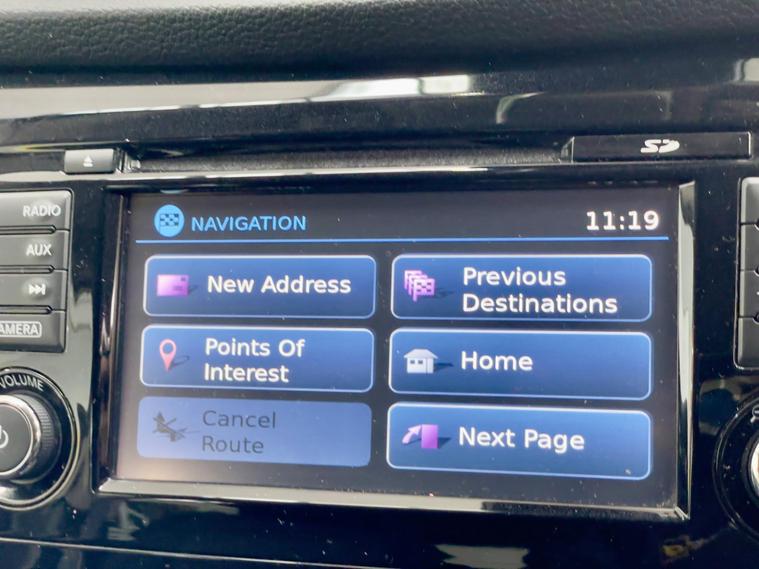 SD
RADIO
AUX
CAMERA
VOLUME
NAVIGATION 11:19
New Address
Previous
Destinations
Points Of
Interest
Home
Cancel
Route
Next Page